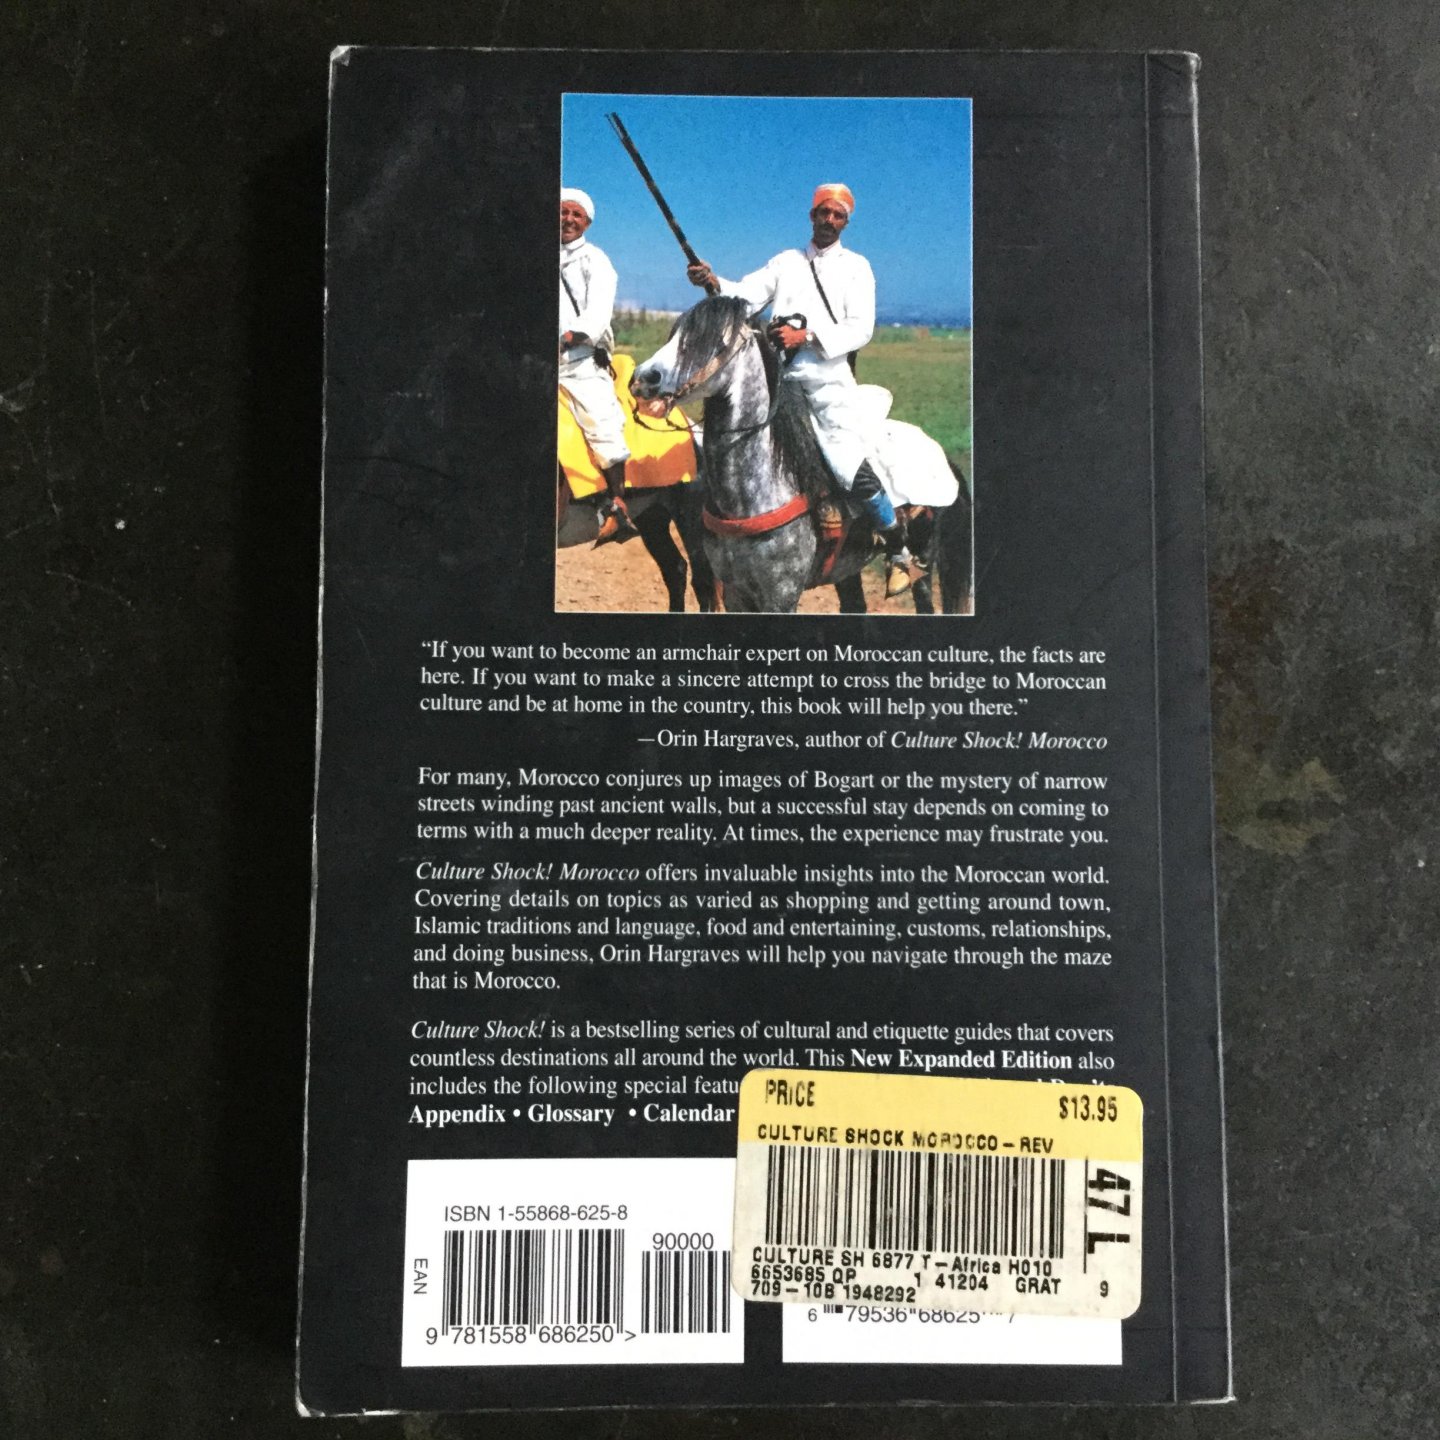 “If you want to become an armchair expert on Moroccan culture, the facts are
here. If you want to make a sincere attempt to cross the bridge to Moroccan
culture and be at home in the country, this book will help you there.”
—Orin Hargraves, author of Culture Shock! Morocco
For many, Morocco conjures up images of Bogart or the mystery of narrow
streets winding past ancient walls, but a successful stay depends on coming to
terms with a much deeper reality. At times, the experience may frustrate you.
Culture Shock! Morocco offers invaluable insights into the Moroccan world.
Covering details on topics as varied as shopping and getting around town,
Islamic traditions and language, food and entertaining, customs, relationships,
and doing business, Orin Hargraves will help you navigate through the maze
that is Morocco.
Culture Shock! is a bestselling series of cultural and etiquette guides that covers
countless destinations all around the world. This New Expanded Edition also
includes the following special
Appendix • Glossary • Calendar
PRICE
$13.95
CULTURE SHOCK MOROCCO – REV
47 L
CULTURE SH 6877 T – Africa H010
6653685 QP 1 41204 GRAT
709 – 10B 1948292
9
ISBN 1-55868-625-8
90000
EAN
9 781558 686250 >
6 79536 68625 7